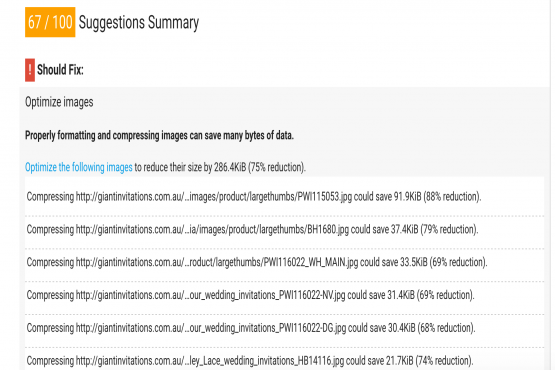 67 / 100 Suggestions Summary
! Should Fix:
Optimize images
Properly formatting and compressing images can save many bytes of data.
Optimize the following images to reduce their size by 286.4KiB (75% reduction).
Compressing http://giantinvitations.com.au/…images/product/largethumbs/PWI115053.jpg could save 91.9KiB (88% reduction).
Compressing http://giantinvitations.com.au/…ia/images/product/largethumbs/BH1680.jpg could save 37.4KiB (79% reduction).
Compressing http://giantinvitations.com.au/…roduct/largethumbs/PWI116022_WH_MAIN.jpg could save 33.5KiB (69% reduction).
Compressing http://giantinvitations.com.au/…our_wedding_invitations_PWI116022-NV.jpg could save 31.4KiB (69% reduction).
Compressing http://giantinvitations.com.au/…our_wedding_invitations_PWI116022-DG.jpg could save 30.4KiB (68% reduction).
Compressing http://giantinvitations.com.au/…ley_Lace_wedding_invitations_HB14116.jpg could save 21.7KiB (74% reduction).